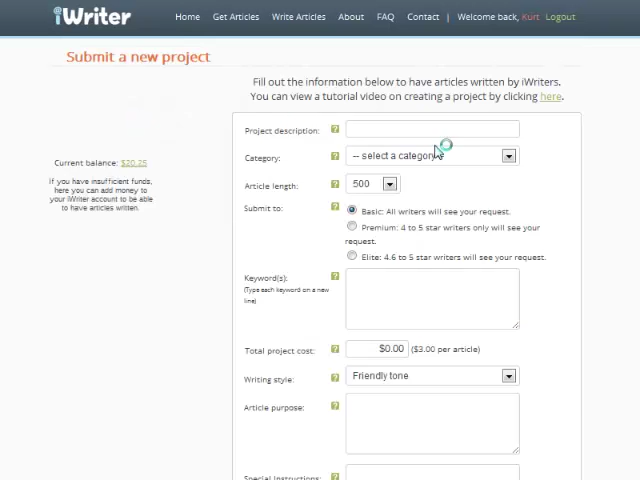 iWriter
Home Get Articles Write Articles About FAQ Contact | Welcome back, Kurt Logout
Submit a new project
Fill out the information below to have articles written by iWriters.
You can view a tutorial video on creating a project by clicking here.
Project description: ?
Current balance: $20.25
Category: ? -- select a category
If you have insufficient funds,
here you can add money to
your iWriter account to be able
to have articles written.
Article length: ? 500
Submit to: ? Basic: All writers will see your request.
Premium: 4 to 5 star writers only will see your
request.
Elite: 4.6 to 5 star writers will see your request.
Keyword(s): ?
(Type each keyword on a new
line)
Total project cost: ? $0.00 ($3.00 per article)
Writing style: ? Friendly tone
Article purpose: ?
Special Instructions: ?